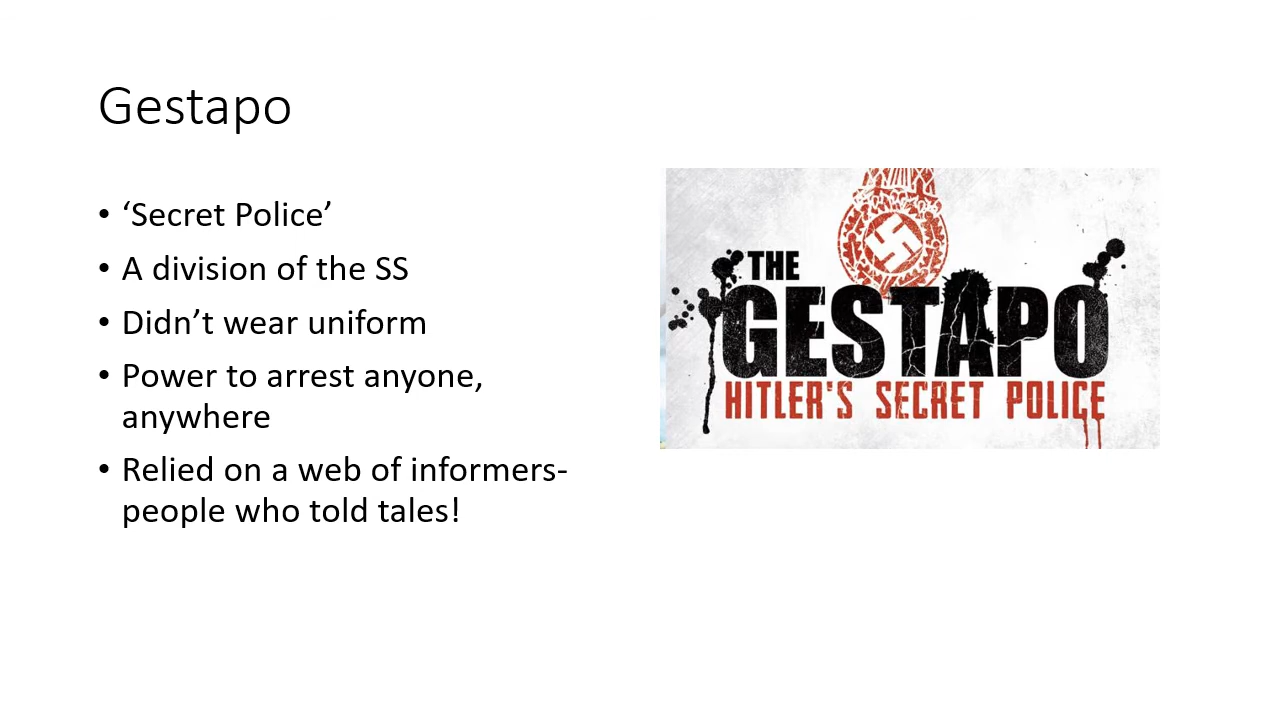 Gestapo
• ‘Secret Police’
• A division of the SS
• Didn’t wear uniform
• Power to arrest anyone,
anywhere
• Relied on a web of informers-
people who told tales!
THE
GESTAPO
HITLER'S SECRET POLICE